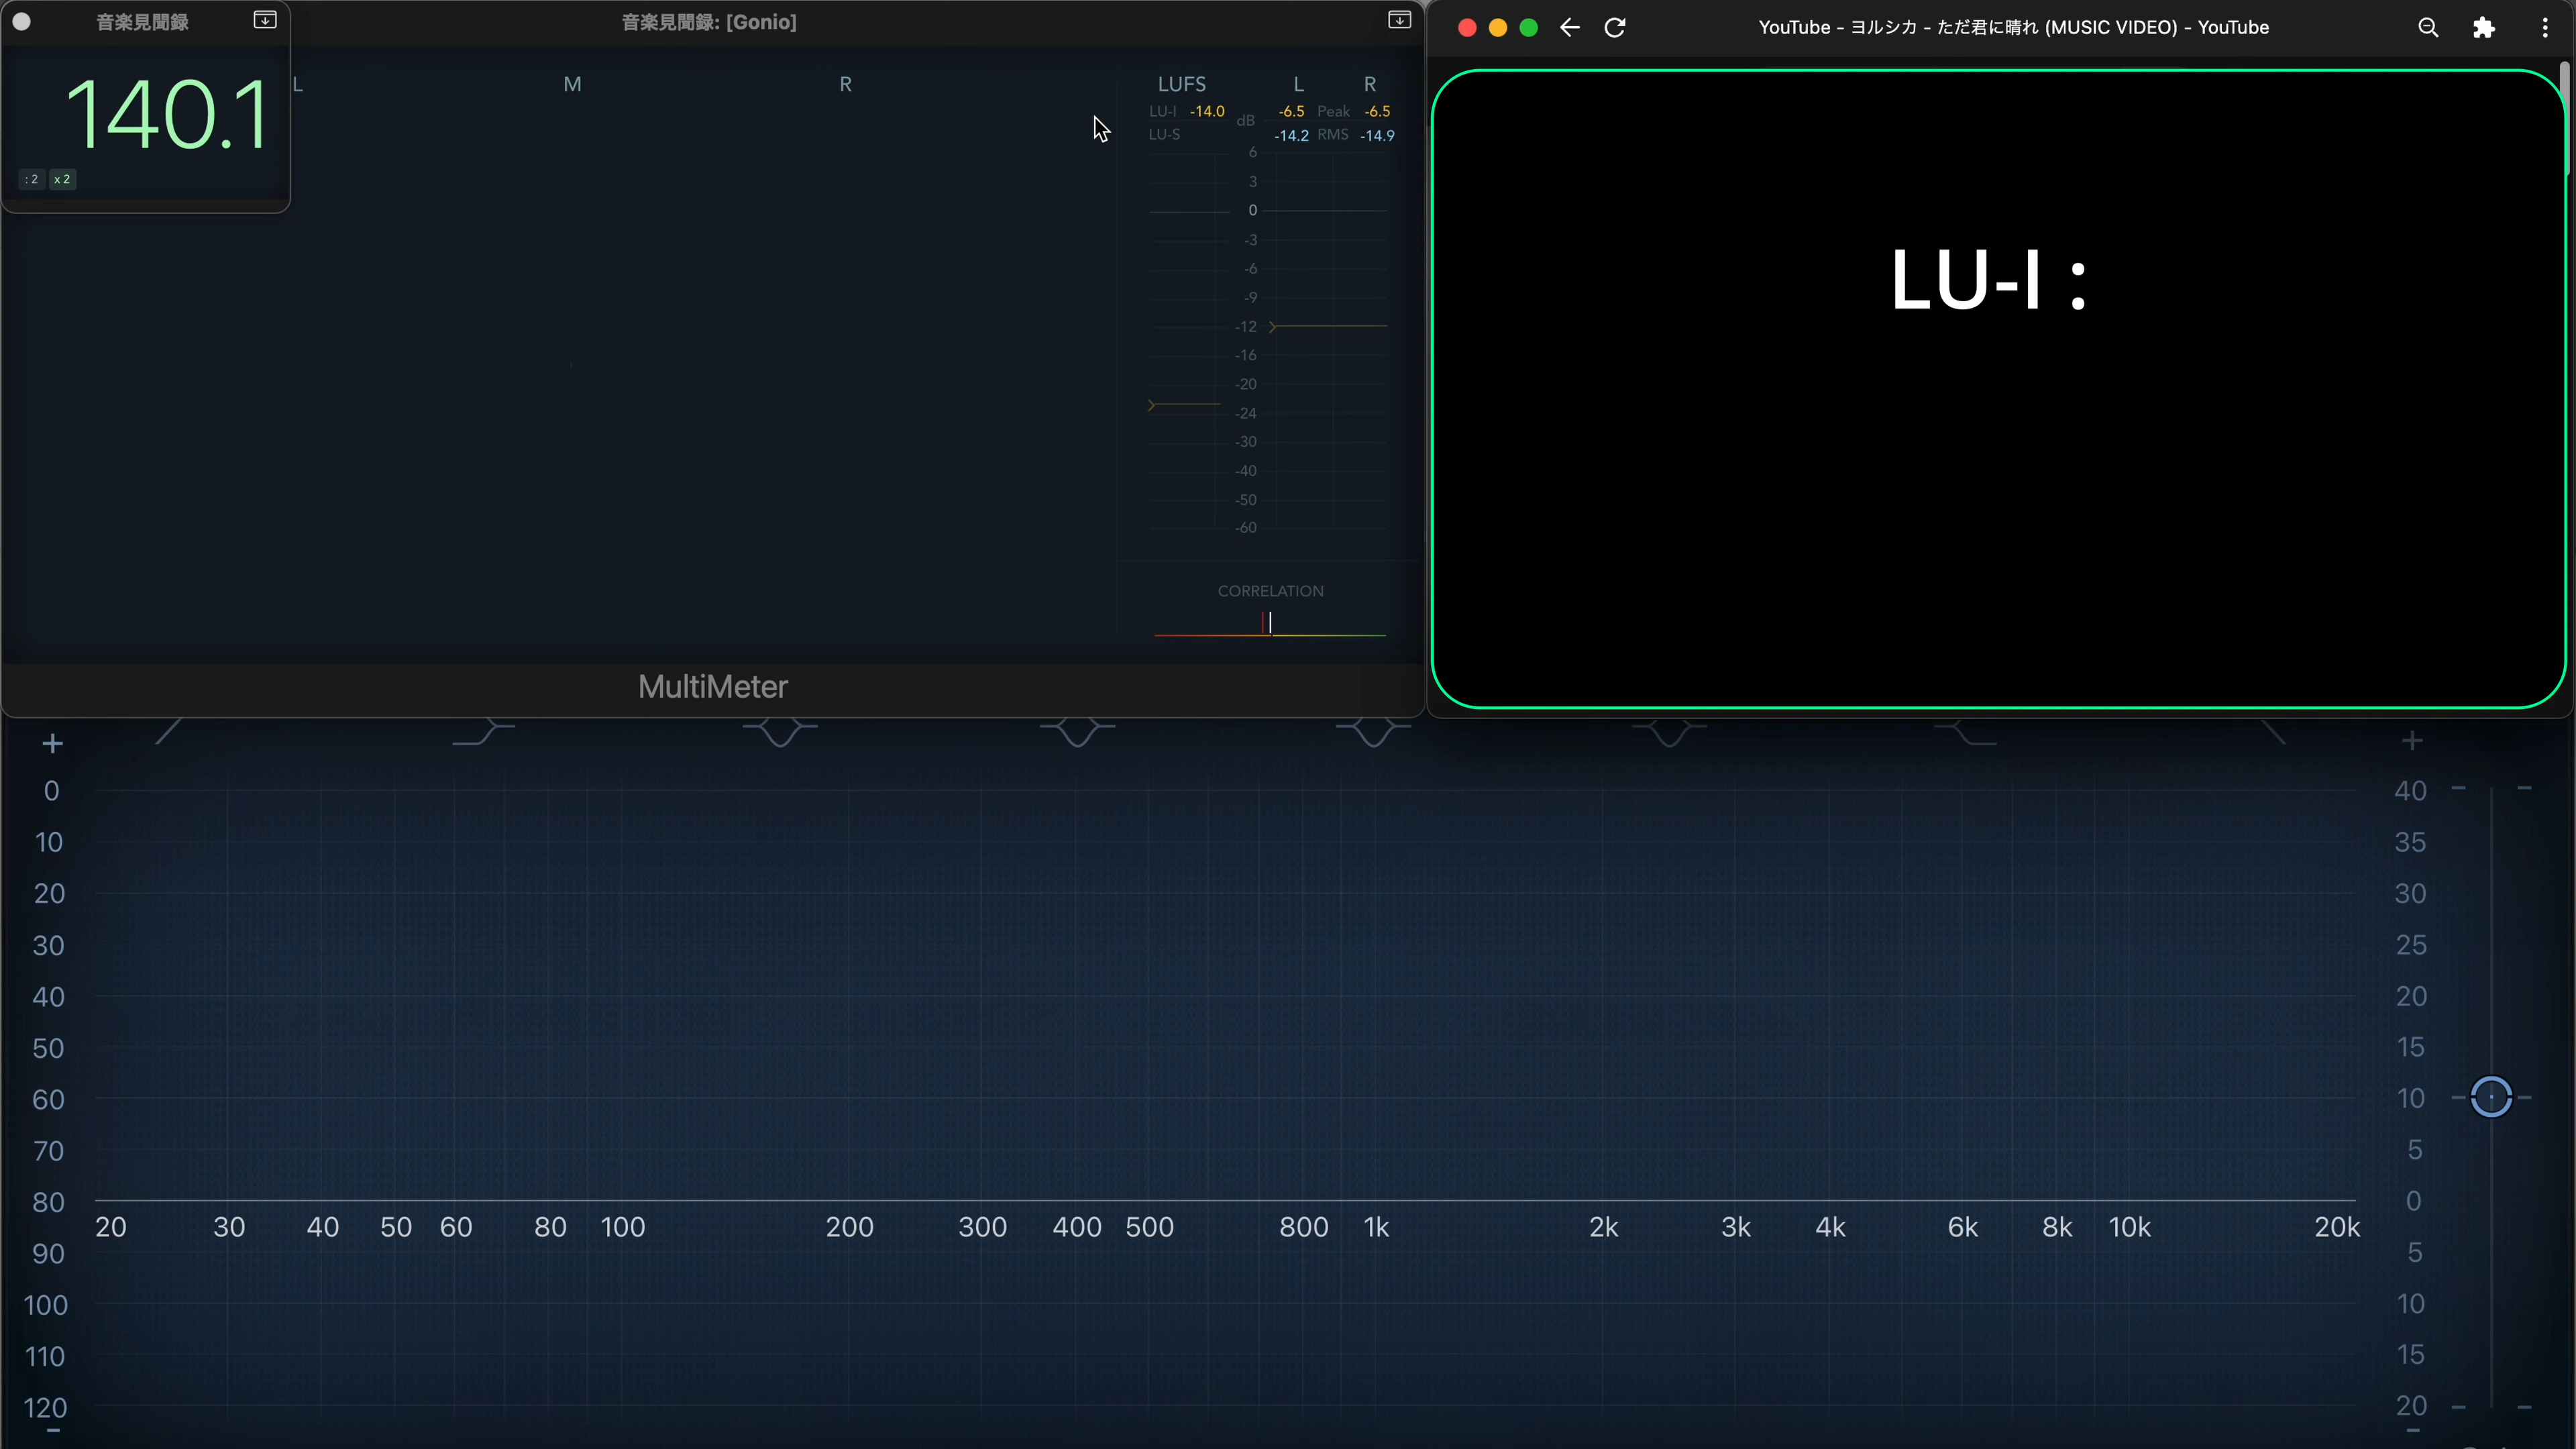 音楽見聞録
音楽見聞録: [Gonio]
YouTube - ヨルシカ - ただ君に晴れ (MUSIC VIDEO) - YouTube
140.1
: 2 x 2
L M R
LUFS L R
LU-I -14.0 dB -6.5 Peak -6.5
LU-S -14.2 RMS -14.9
6
3
0
-3
-6
-9
-12
-16
-20
-24
-30
-40
-50
-60
CORRELATION
MultiMeter
LU-I :
+ +
0 40
10 35
20 30
30 25
40 20
50 15
60 10
70 5
80 0
20 30 40 50 60 80 100 200 300 400 500 800 1k 2k 3k 4k 6k 8k 10k 20k
90 5
100 10
110 15
120 20
- -